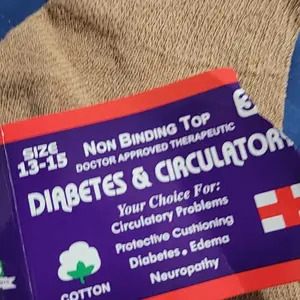 SIZE
13-15
NON BINDING TOP
DOCTOR APPROVED THERAPEUTIC
DIABETES & CIRCULATORY
Your Choice For:
Circulatory Problems
Protective Cushioning
Diabetes • Edema
Neuropathy
COTTON